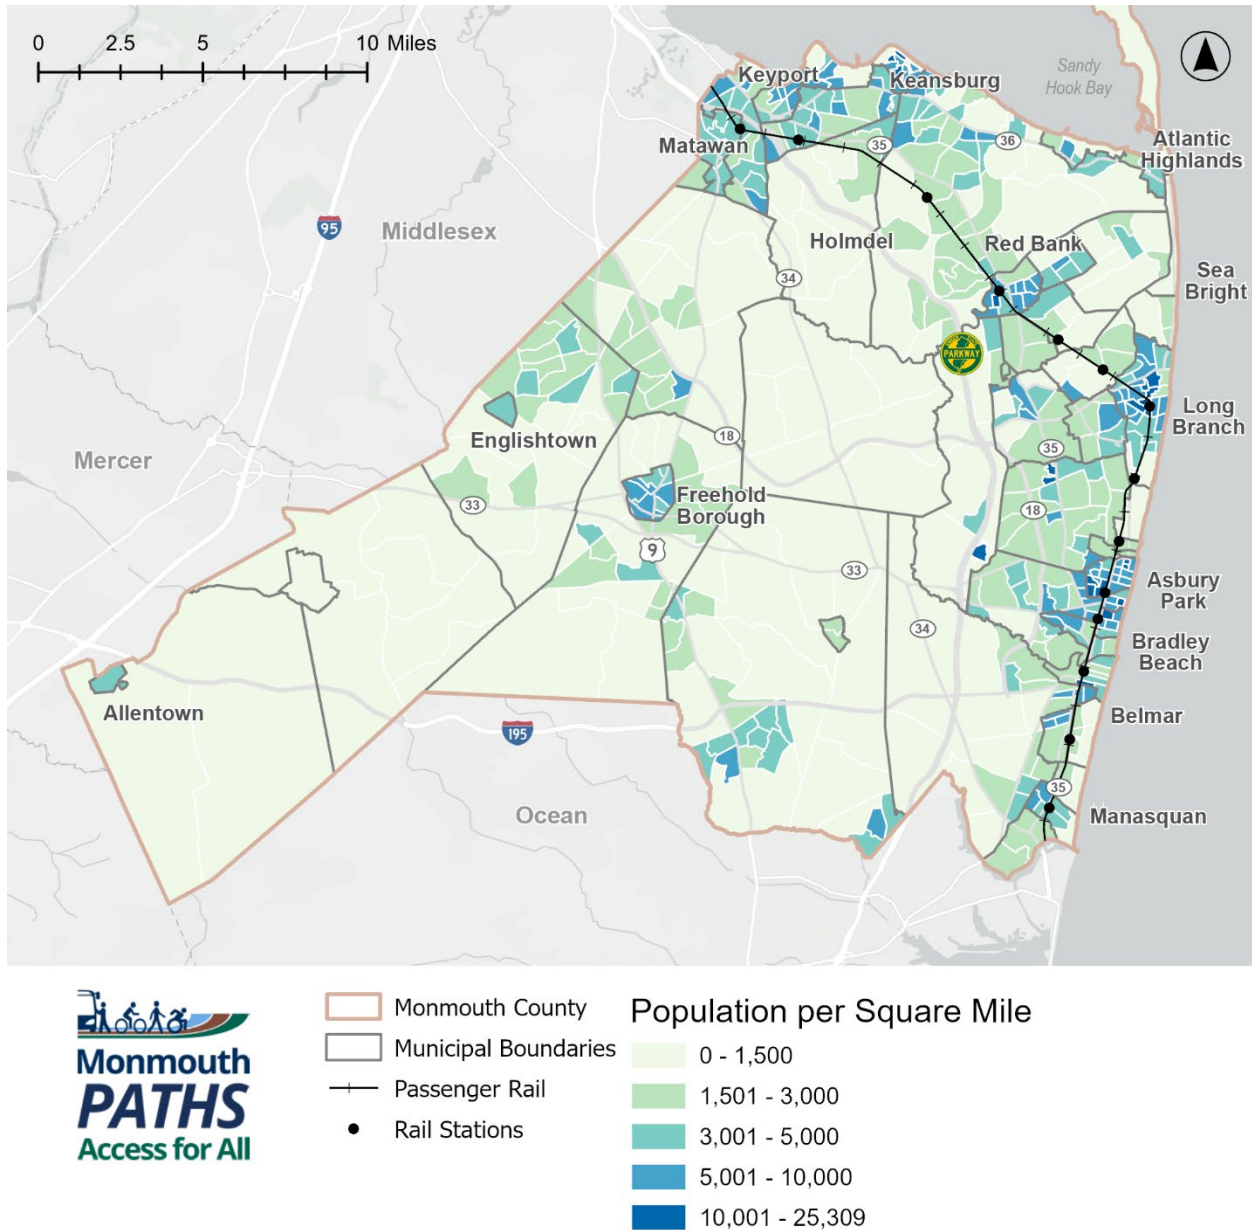 0 2.5 5 10 Miles
Keyport
Keansburg
Sandy
Hook Bay
Matawan
35
36
Atlantic
Highlands
95
Middlesex
Holmdel
Red Bank
34
Sea
Bright
PARKWAY
Long
Branch
Englishtown
18
35
Mercer
33
Freehold
Borough
18
9
33
Asbury
Park
34
Bradley
Beach
Allentown
195
Belmar
35
Ocean
Manasquan
Monmouth
PATHS
Access for All
Monmouth County
Municipal Boundaries
Passenger Rail
Rail Stations
Population per Square Mile
0 - 1,500
1,501 - 3,000
3,001 - 5,000
5,001 - 10,000
10,001 - 25,309